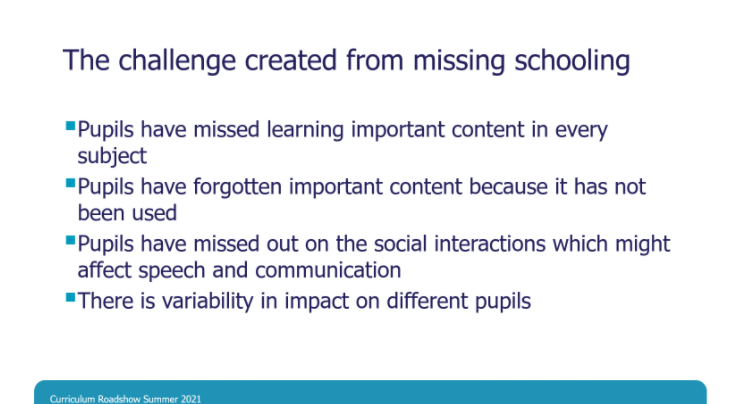 The challenge created from missing schooling
▪Pupils have missed learning important content in every
subject
▪Pupils have forgotten important content because it has not
been used
▪Pupils have missed out on the social interactions which might
affect speech and communication
▪There is variability in impact on different pupils
Curriculum Roadshow Summer 2021